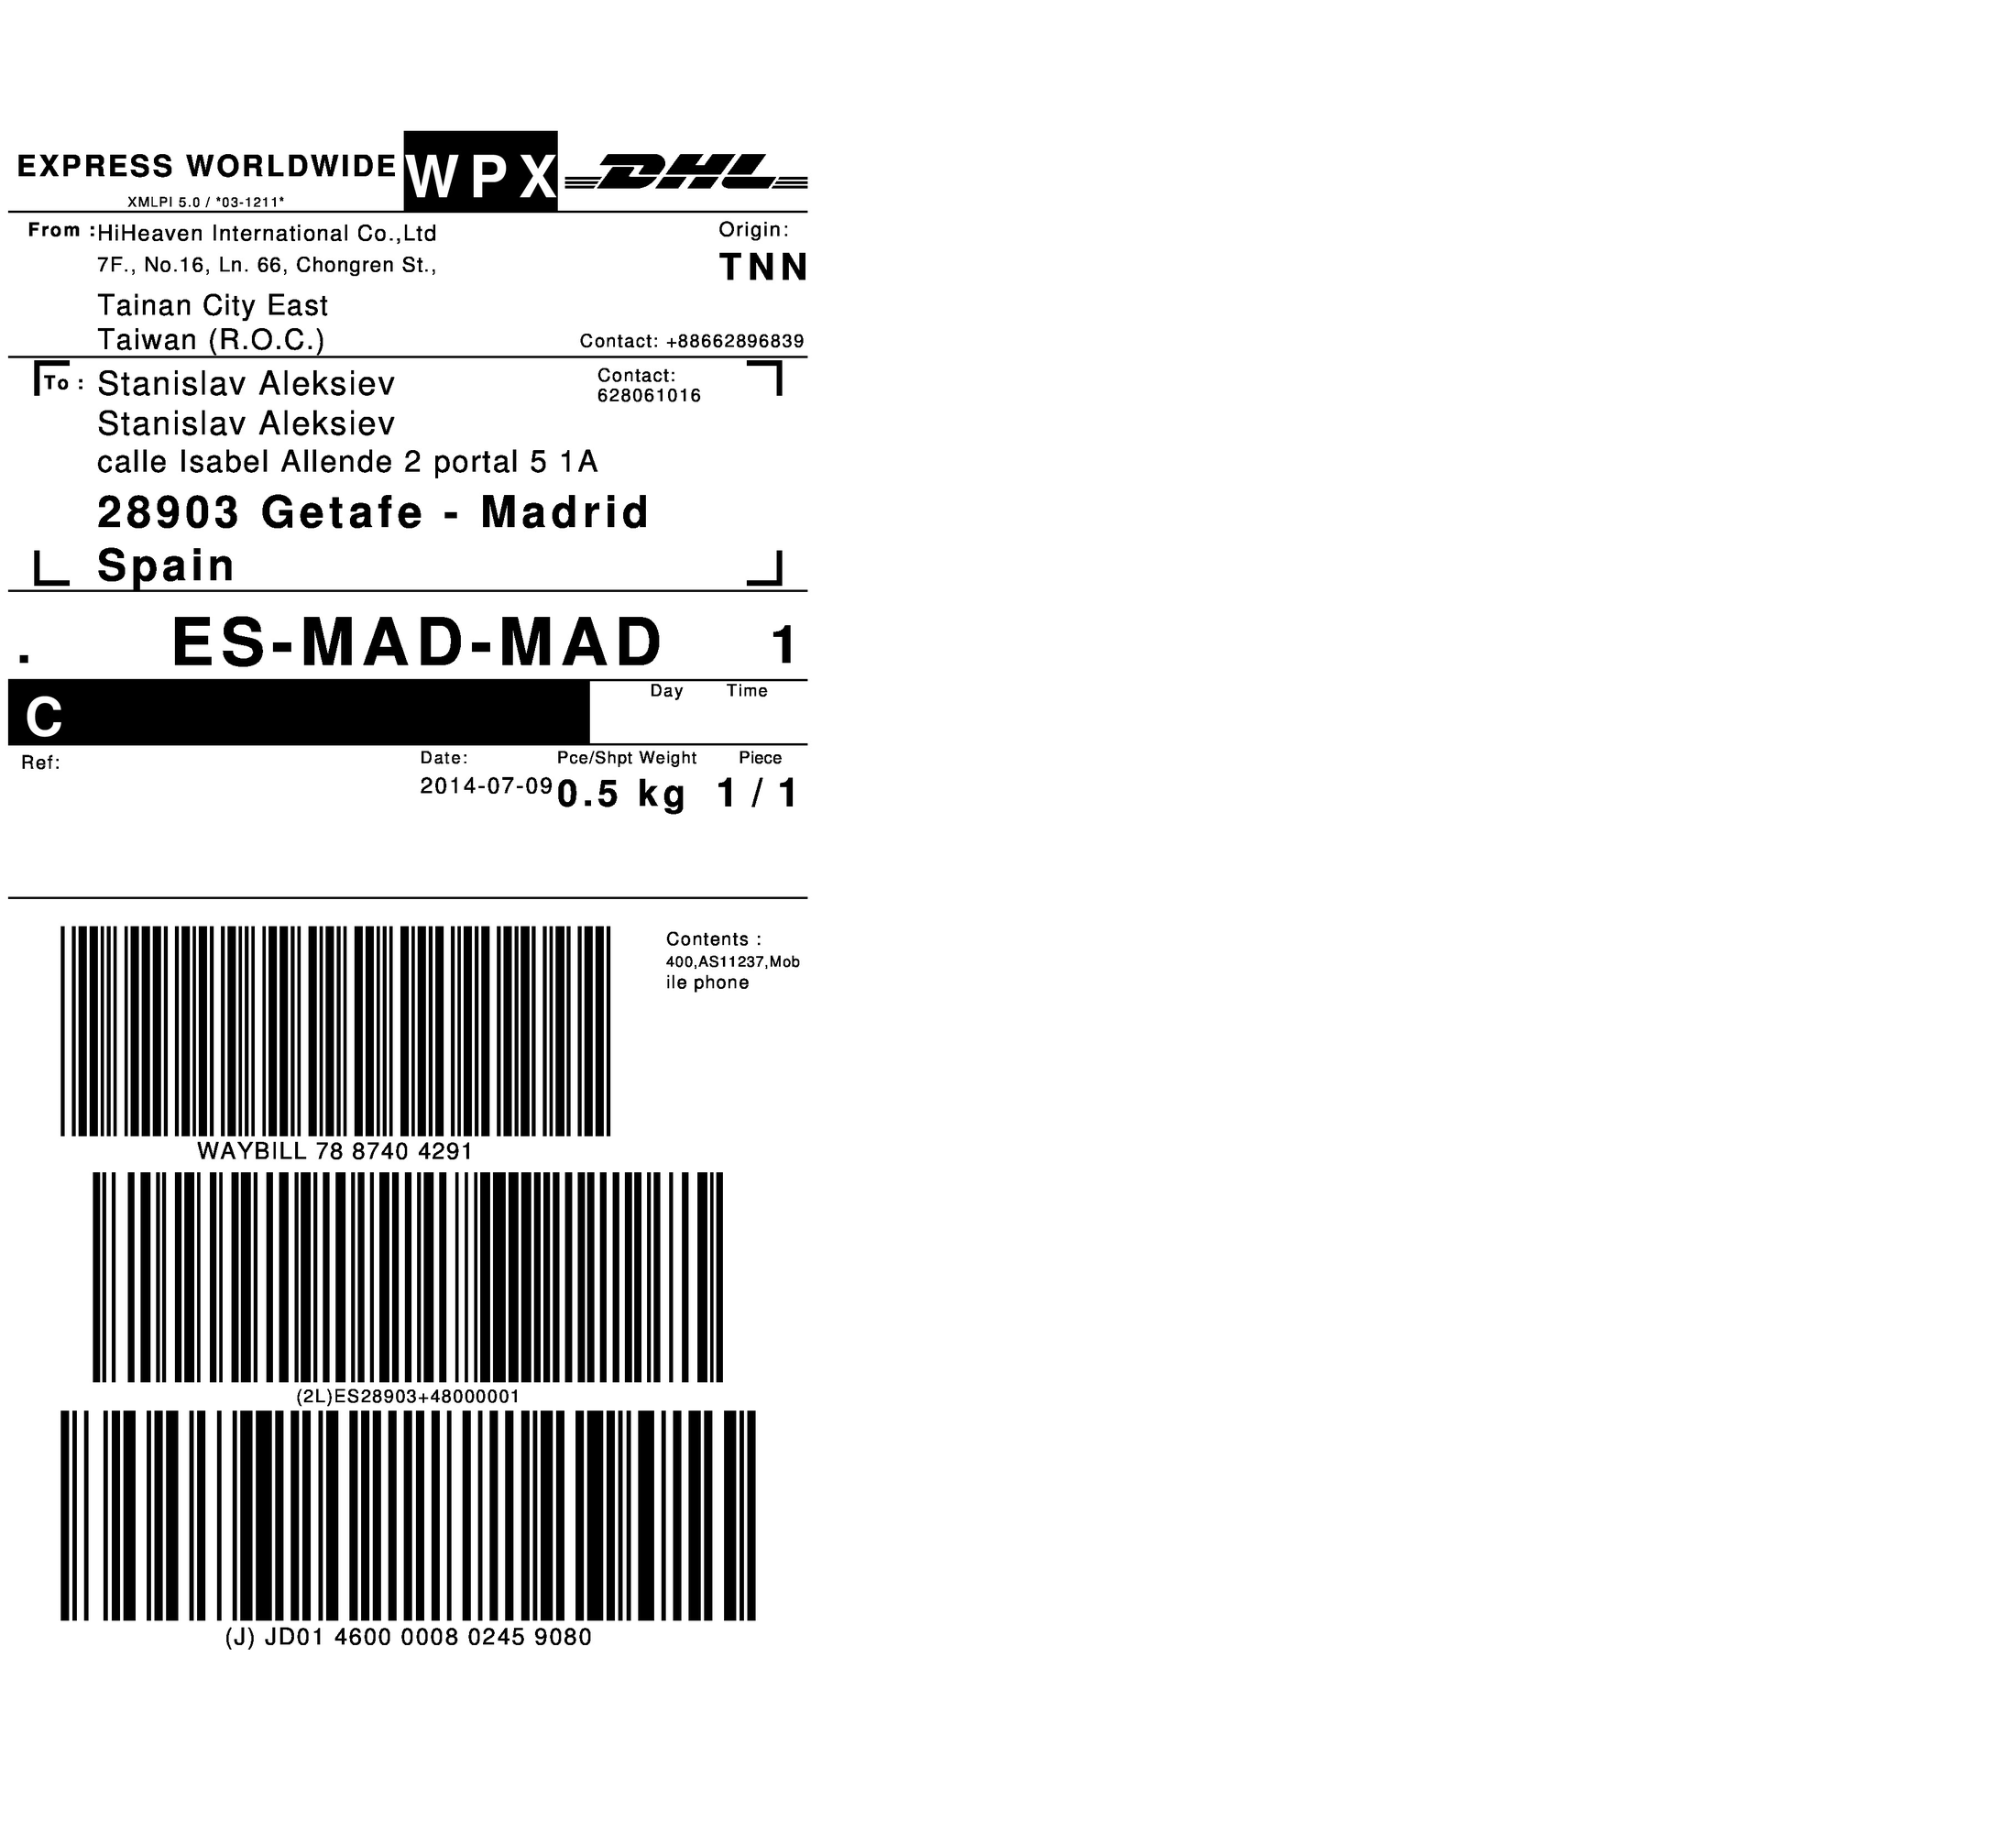 EXPRESS WORLDWIDE WPX DHL
XMLPI 5.0 / *03-1211*
From : HiHeaven International Co.,Ltd Origin:
7F., No.16, Ln. 66, Chongren St., TNN
Tainan City East
Taiwan (R.O.C.) Contact: +88662896839
To : Stanislav Aleksiev Contact:
628061016
Stanislav Aleksiev
calle Isabel Allende 2 portal 5 1A
28903 Getafe - Madrid
Spain
. ES-MAD-MAD 1
C Day Time
Ref: Date: Pce/Shpt Weight Piece
2014-07-09 0.5 kg 1 / 1
Contents :
400,AS11237,Mob
ile phone
WAYBILL 78 8740 4291
(2L)ES28903+48000001
(J) JD01 4600 0008 0245 9080